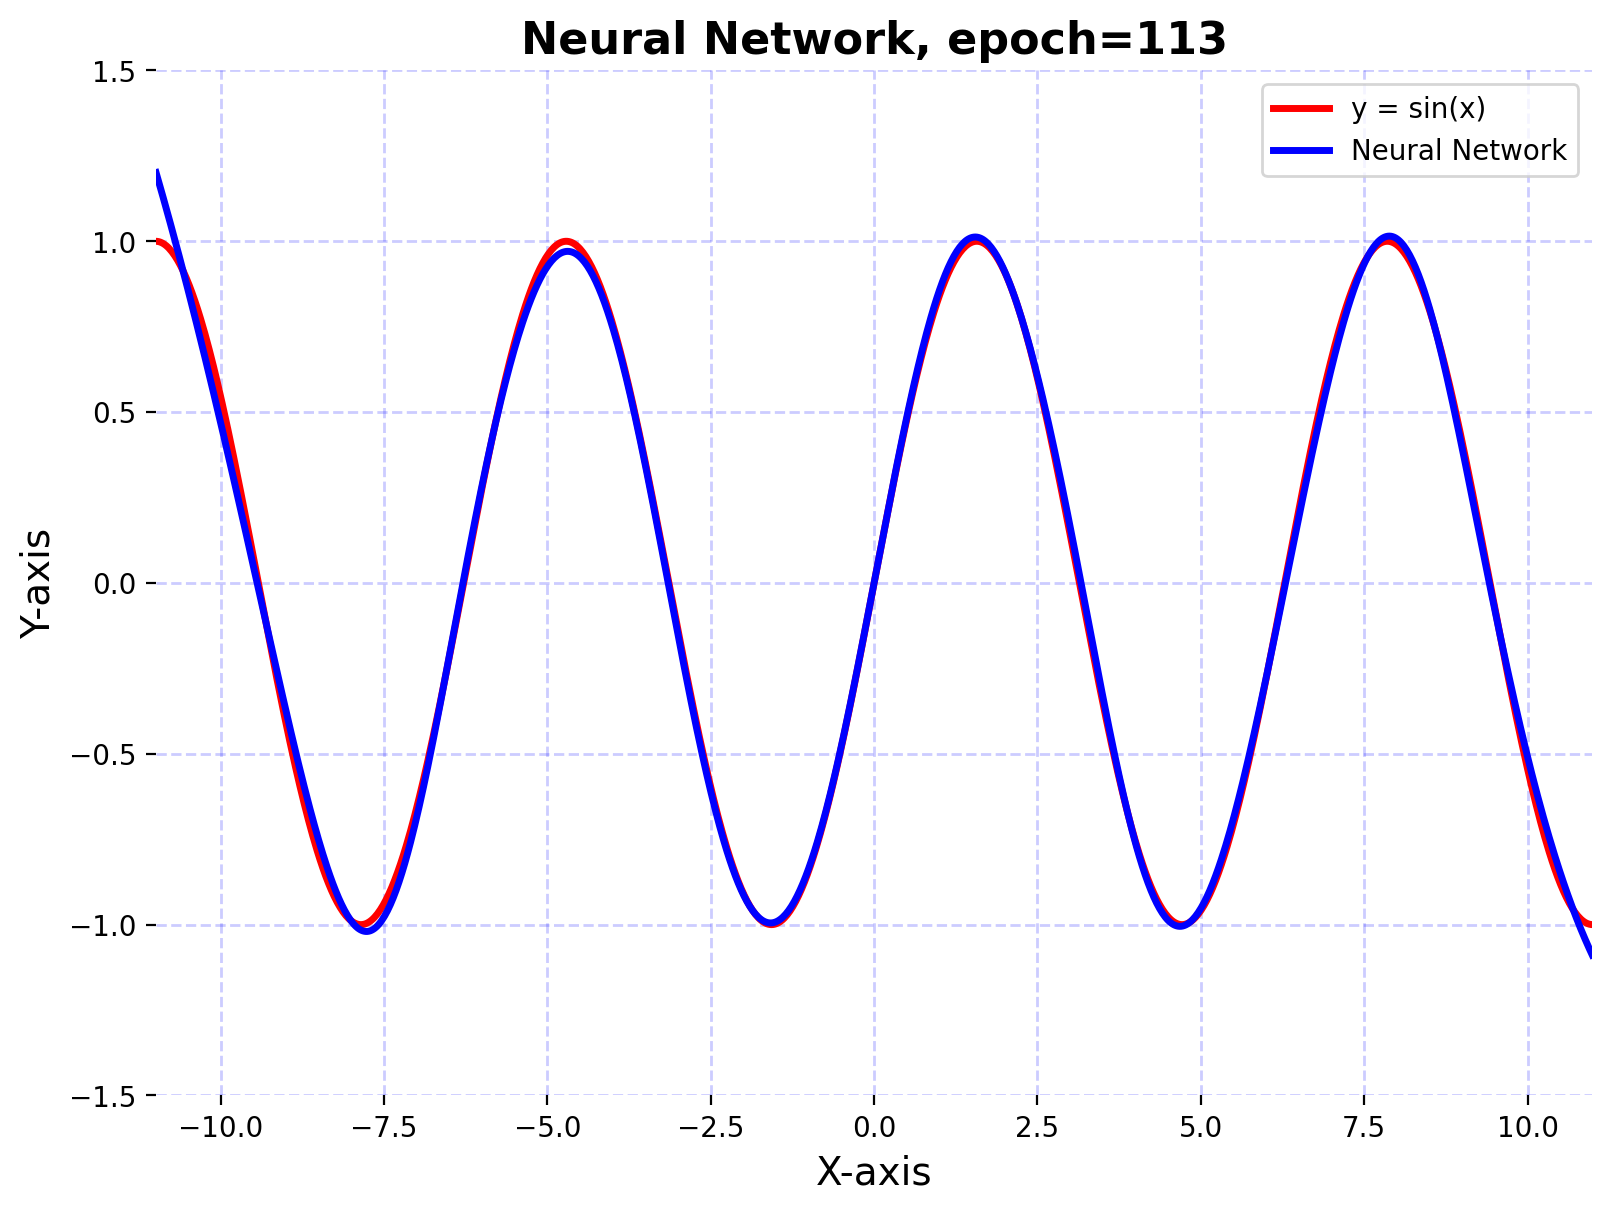 Neural Network, epoch=113
1.5
1.0
0.5
0.0
−0.5
−1.0
−1.5
Y-axis
y = sin(x)
Neural Network
−10.0 −7.5 −5.0 −2.5 0.0 2.5 5.0 7.5 10.0
X-axis